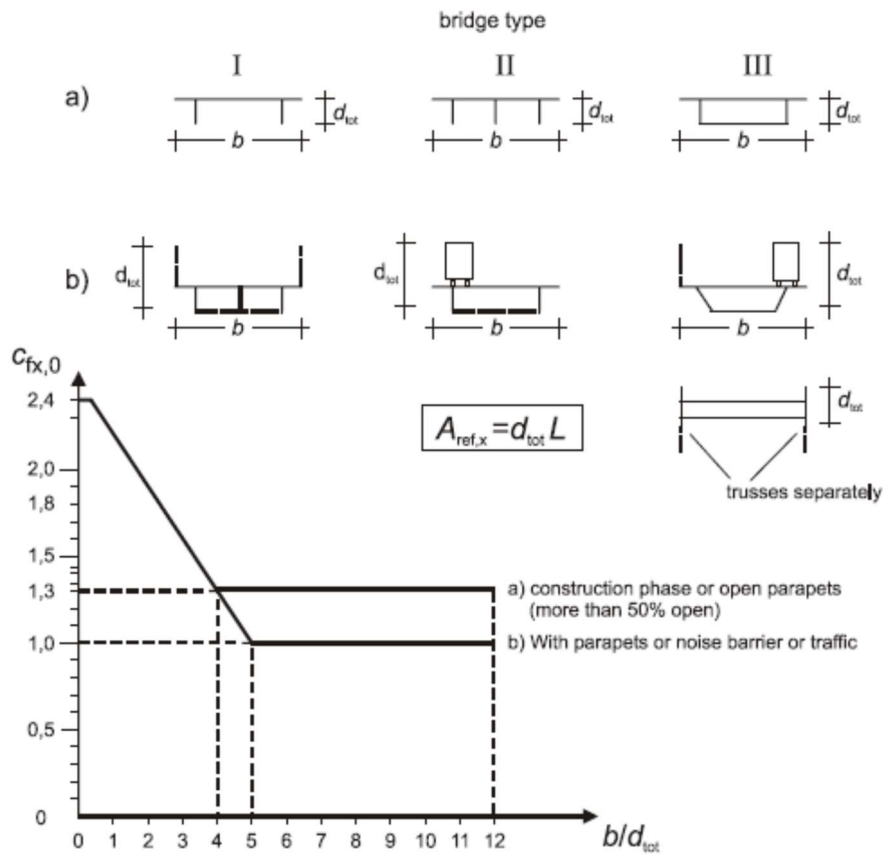 bridge type
I II III
a)
d_tot d_tot d_tot
b b b
b)
d_tot d_tot d_tot
b b b
c_fx,0
2,4
d_tot
A_ref,x = d_tot L
2,0
trusses separately
1,8
1,5
1,3
a) construction phase or open parapets
(more than 50% open)
1,0
b) With parapets or noise barrier or traffic
0,5
0
0 1 2 3 4 5 6 7 8 9 10 11 12
b/d_tot